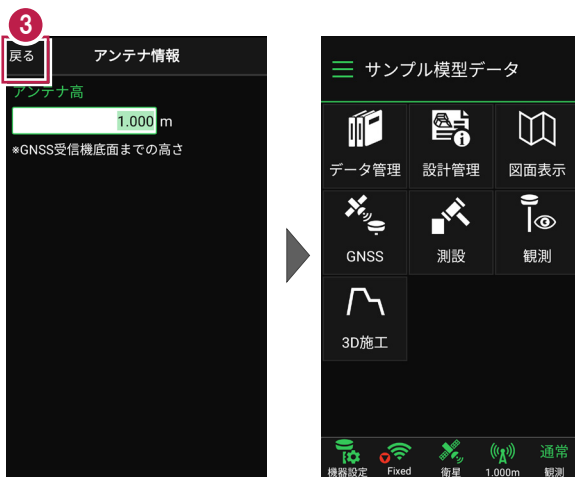 3
戻る アンテナ情報
アンテナ高
1.000 m
※GNSS受信機底面までの高さ
サンプル模型データ
データ管理 設計管理 図面表示
GNSS 測設 観測
3D施工
通常
機器設定 Fixed 衛星 1.000m 観測